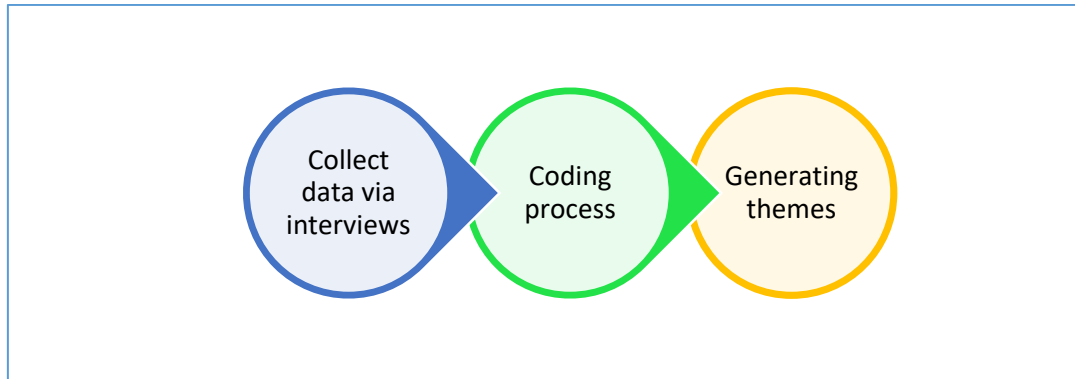 Collect
data via
interviews
Coding
process
Generating
themes